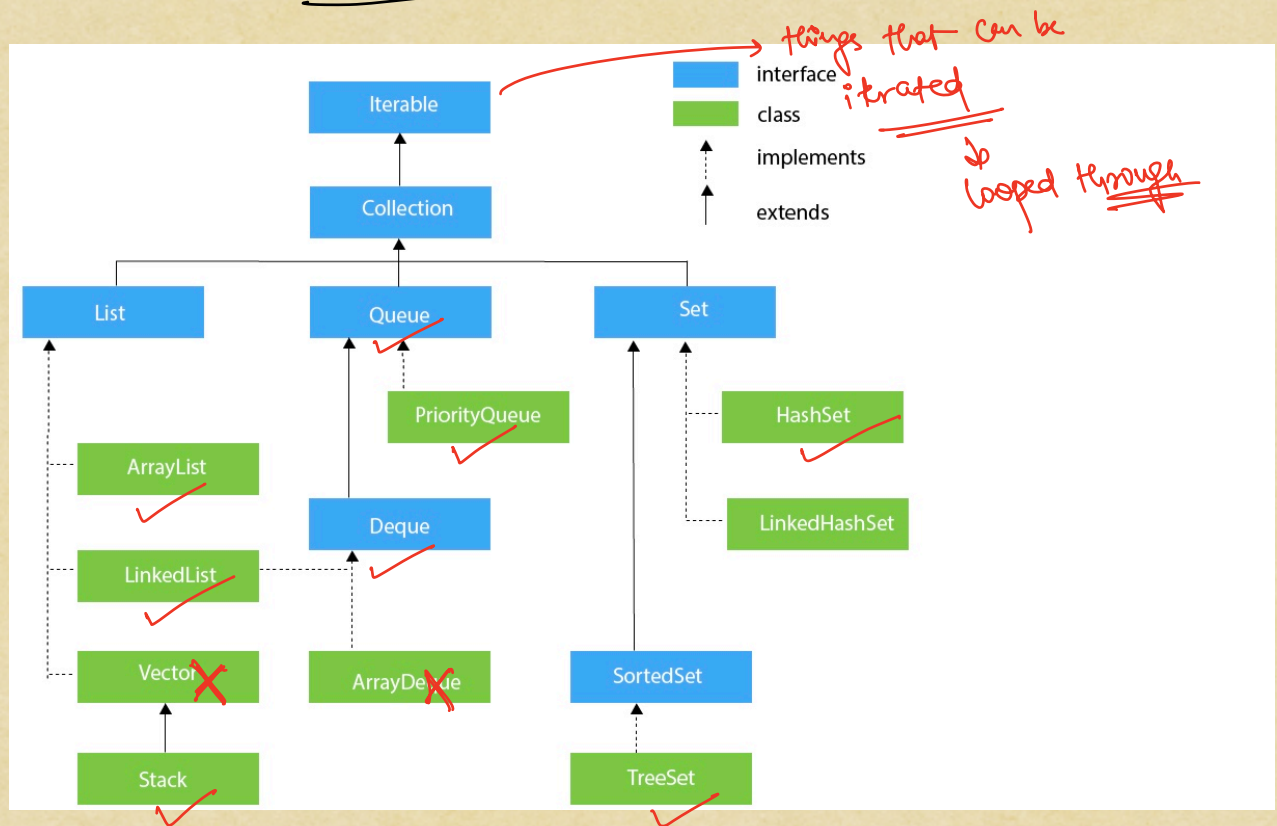 things that can be
Iterable
interface
iterated
class
implements
looped through
Collection
extends
List
Queue
Set
PriorityQueue
HashSet
ArrayList
Deque
LinkedHashSet
LinkedList
Vector
ArrayDeque
SortedSet
Stack
TreeSet